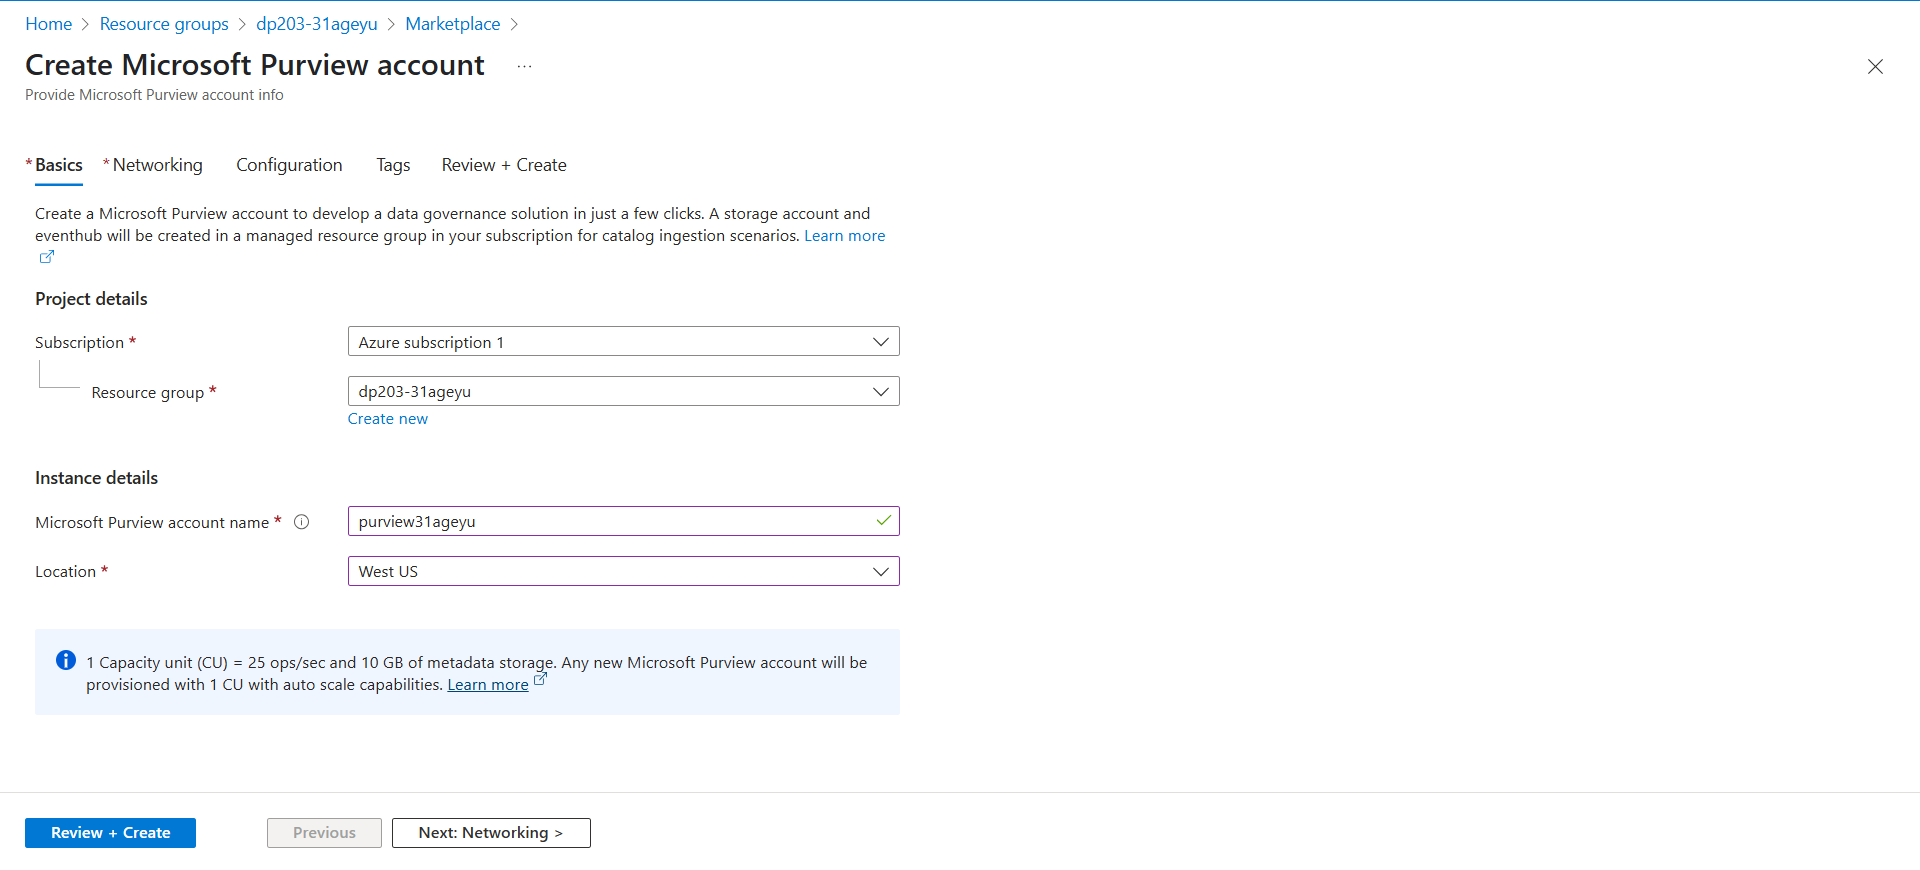 Home > Resource groups > dp203-31ageyu > Marketplace >
Create Microsoft Purview account ...
Provide Microsoft Purview account info
* Basics * Networking Configuration Tags Review + Create
Create a Microsoft Purview account to develop a data governance solution in just a few clicks. A storage account and
eventhub will be created in a managed resource group in your subscription for catalog ingestion scenarios. Learn more
Project details
Subscription * Azure subscription 1
Resource group * dp203-31ageyu
Create new
Instance details
Microsoft Purview account name * purview31ageyu
Location * West US
1 Capacity unit (CU) = 25 ops/sec and 10 GB of metadata storage. Any new Microsoft Purview account will be
provisioned with 1 CU with auto scale capabilities. Learn more
Review + Create Previous Next: Networking >